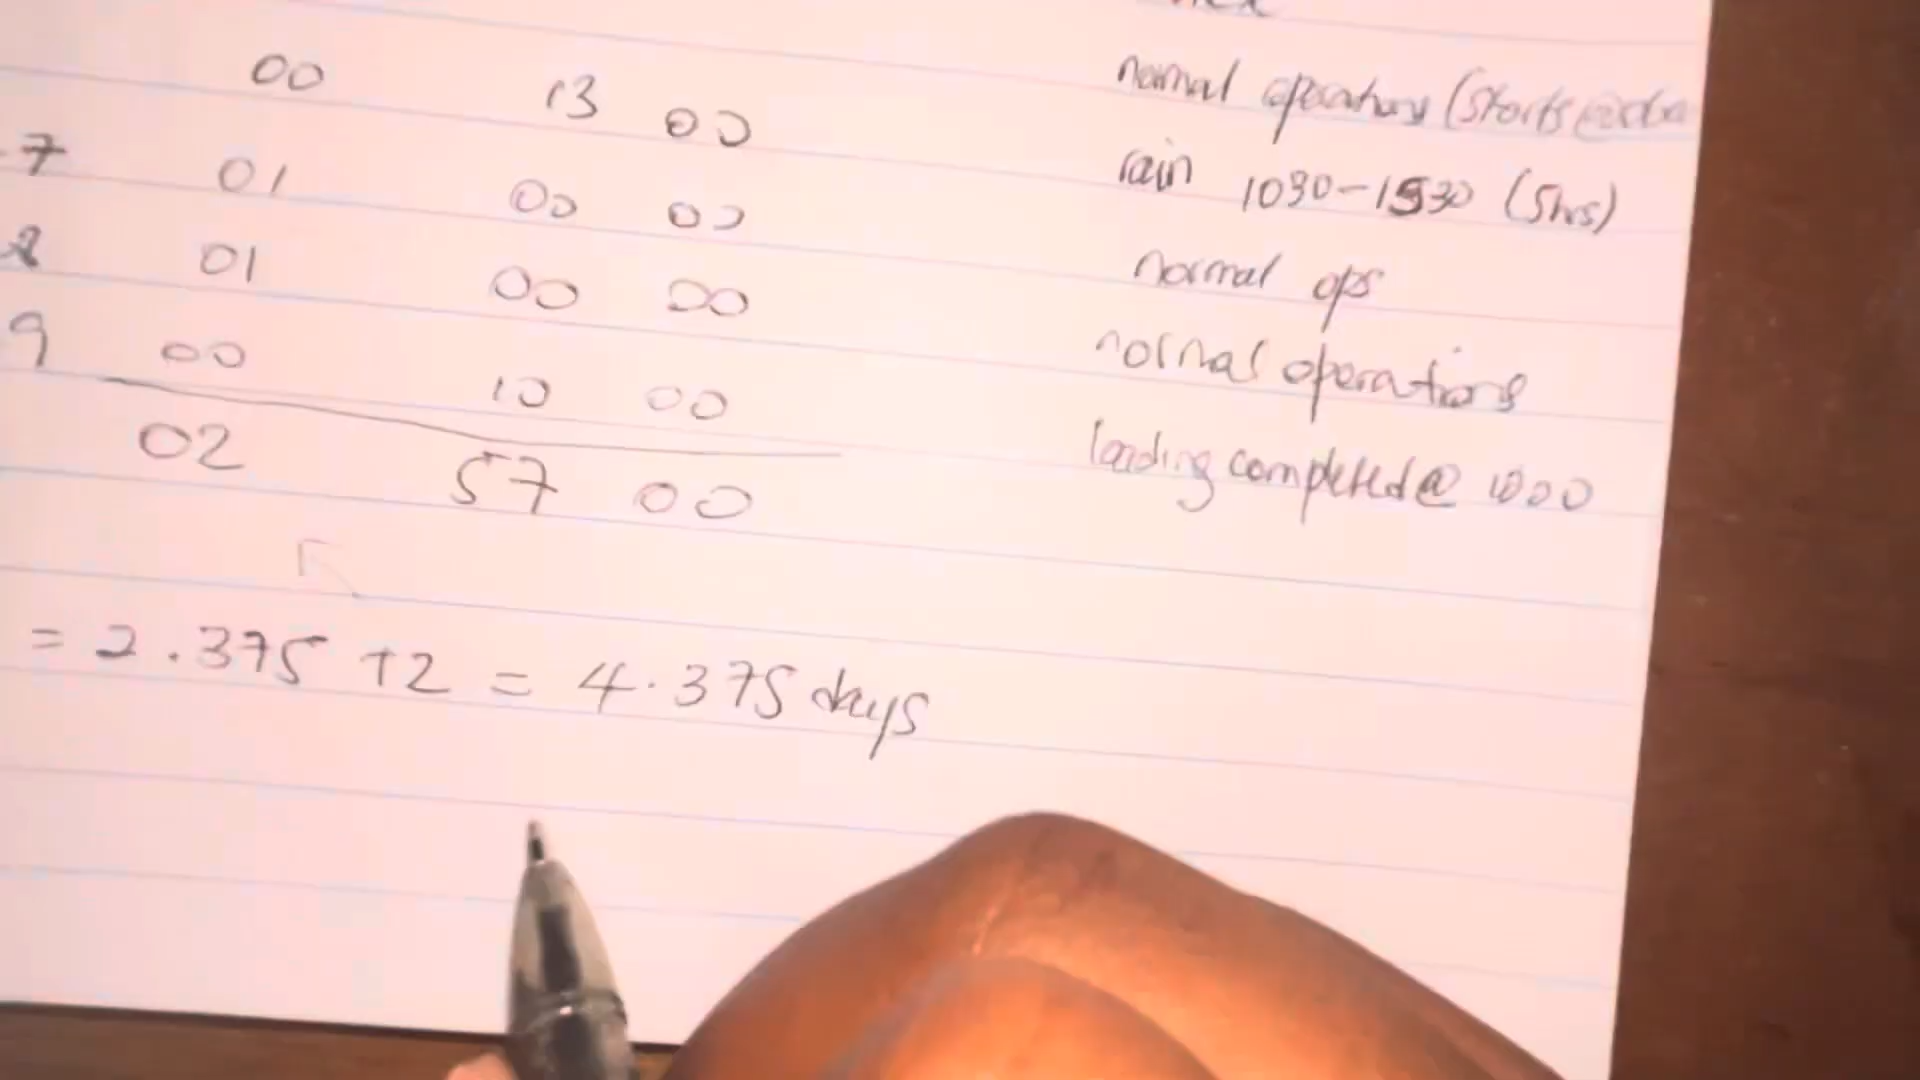 00 13 00 normal operations (starts
7 01 00 00 rain 1030-1530 (5hrs)
8 01 00 00 normal ops
9 00 10 00 normal operations
02 57 00 loading completed @ 1000
= 2.375 +2 = 4.375 days